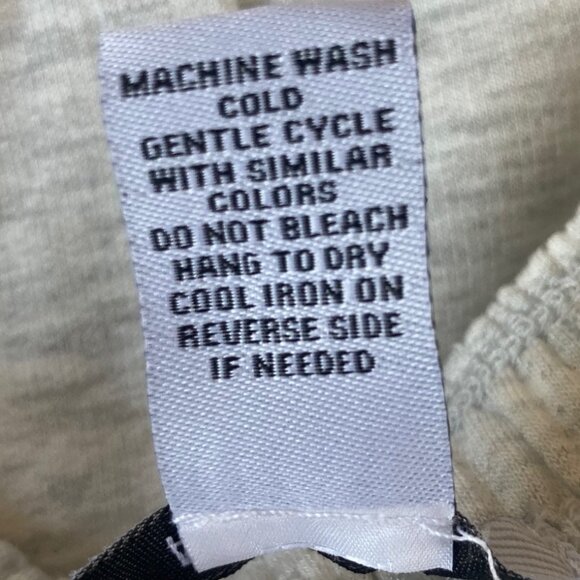 MACHINE WASH
COLD
GENTLE CYCLE
WITH SIMILAR
COLORS
DO NOT BLEACH
HANG TO DRY
COOL IRON ON
REVERSE SIDE
IF NEEDED